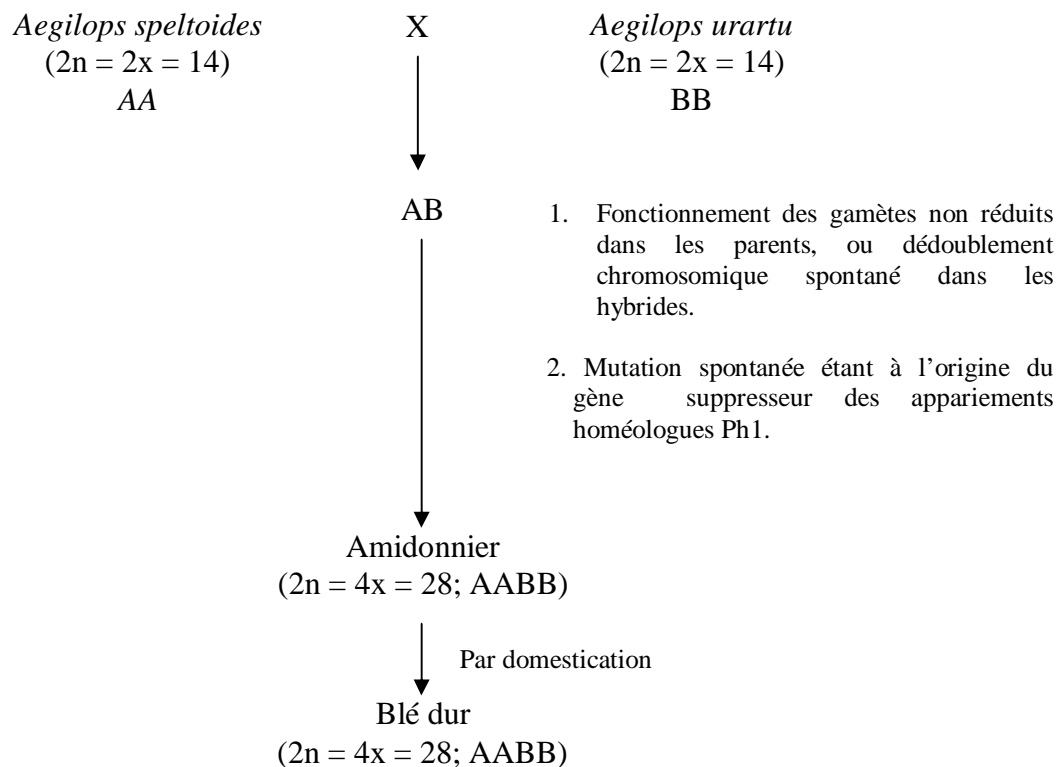 Aegilops speltoides X Aegilops urartu
(2n = 2x = 14) (2n = 2x = 14)
AA BB
AB
1. Fonctionnement des gamètes non réduits
dans les parents, ou dédoublement
chromosomique spontané dans les
hybrides.
2. Mutation spontanée étant à l’origine du
gène suppresseur des appariements
homéologues Ph1.
Amidonnier
(2n = 4x = 28; AABB)
Par domestication
Blé dur
(2n = 4x = 28; AABB)